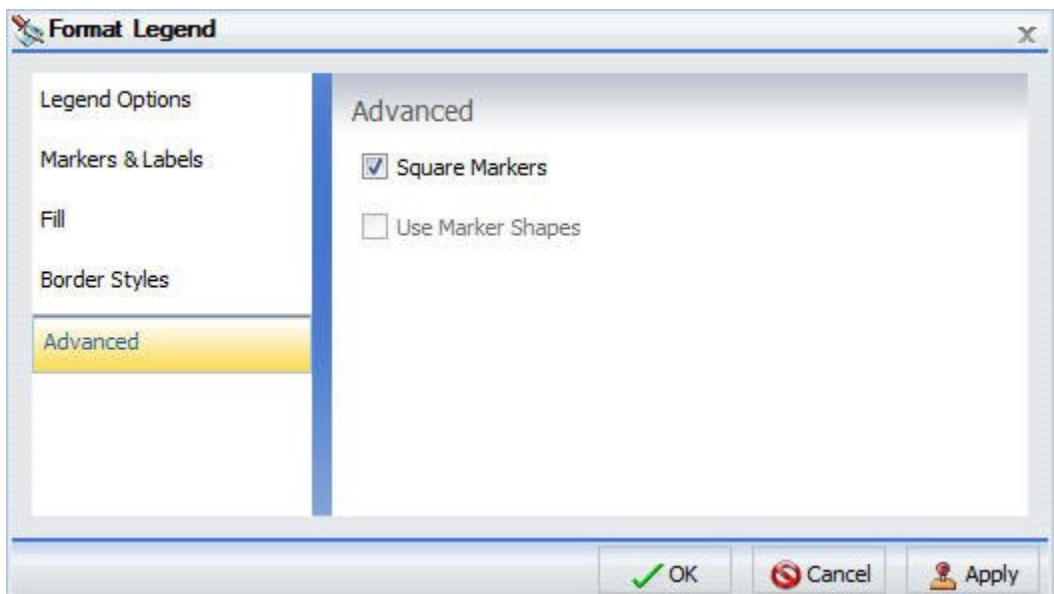 Format Legend
Legend Options
Markers & Labels
Fill
Border Styles
Advanced
Advanced
Square Markers
Use Marker Shapes
OK
Cancel
Apply